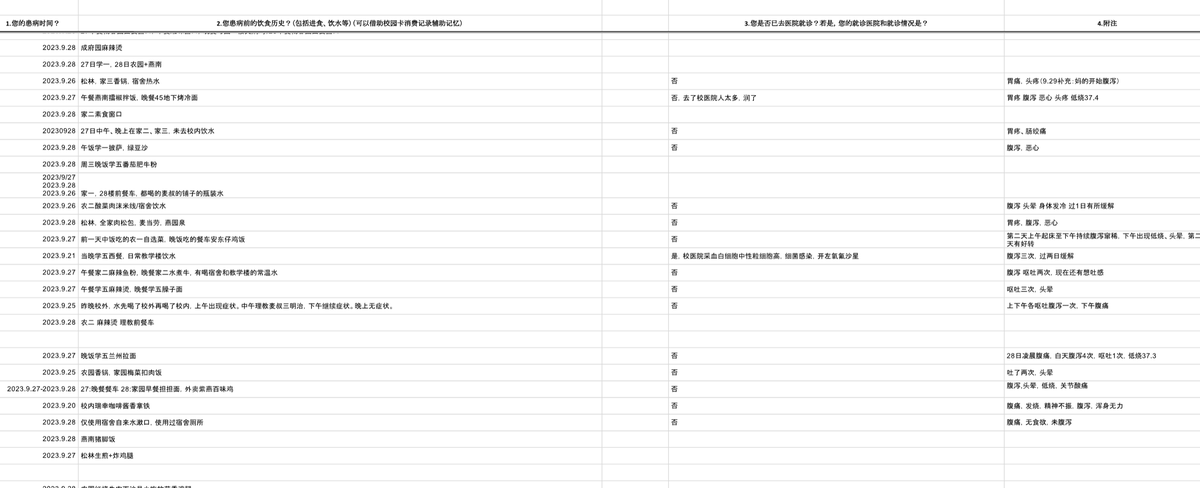 1.您的患病时间？ 2.您患病前的饮食历史？(包括进食、饮水等)（可以借助校园卡消费记录辅助记忆） 3.您是否已去医院就诊？若是，您的就诊医院和就诊情况是？ 4.附注
2023.9.28 成府园麻辣烫
2023.9.28 27日学一, 28日农园+燕南
2023.9.26 松林, 家三香锅, 宿舍热水 否 胃痛, 头疼(9.29补充:妈的开始腹泻)
2023.9.27 午餐燕南擂椒拌饭, 晚餐45地下烤冷面 否, 去了校医院人太多, 润了 胃疼 腹泻 恶心 头疼 低烧37.4
2023.9.28 家二素食窗口
20230928 27日中午、晚上在家二、家三, 未去校内饮水 否 胃疼、肠绞痛
2023.9.28 午饭学一披萨, 绿豆沙 否 腹泻, 恶心
2023.9.28 周三晚饭学五番茄肥牛粉
2023/9/27
2023.9.28
2023.9.26 家一, 28楼前餐车, 都喝的麦叔的铺子的瓶装水
2023.9.26 农二酸菜肉沫米线/宿舍饮水 否 腹泻 头晕 身体发冷 过1日有所缓解
2023.9.28 松林, 全家肉松包, 麦当劳, 燕园泉 否 胃疼, 腹泻, 恶心
2023.9.27 前一天中饭吃的农一自选菜, 晚饭吃的餐车安东仔鸡饭 否 第二天上午起床至下午持续腹泻窜稀, 下午出现低烧、头晕, 第二
天有好转
2023.9.21 当晚学五西餐, 日常教学楼饮水 是, 校医院采血白细胞中性粒细胞高, 细菌感染, 开左氧氟沙星 腹泻三次, 过两日缓解
2023.9.27 午餐家二麻辣鱼粉, 晚餐家二水煮牛, 有喝宿舍和教学楼的常温水 否 腹泻 呕吐两次, 现在还有想吐感
2023.9.27 午餐学五麻辣烫, 晚餐学五臊子面 否 呕吐三次, 头晕
2023.9.25 昨晚校外, 水先喝了校外再喝了校内, 上午出现症状。中午理教麦叔三明治, 下午继续症状。晚上无症状。 否 上下午各呕吐腹泻一次, 下午腹痛
2023.9.28 农二 麻辣烫 理教前餐车
2023.9.27 晚饭学五兰州拉面 否 28日凌晨腹痛, 白天腹泻4次, 呕吐1次, 低烧37.3
2023.9.25 农园香锅, 家园梅菜扣肉饭 否 吐了两次, 头晕
2023.9.27-2023.9.28 27:晚餐餐车 28:家园早餐担担面, 外卖紫燕百味鸡 否 腹泻,头晕, 低烧, 关节酸痛
2023.9.20 校内瑞幸咖啡酱香拿铁 否 腹痛, 发烧, 精神不振, 腹泻, 浑身无力
2023.9.28 仅使用宿舍自来水漱口, 使用过宿舍厕所 否 腹痛, 无食欲, 未腹泻
2023.9.28 燕南猪脚饭
2023.9.27 松林生煎+炸鸡腿